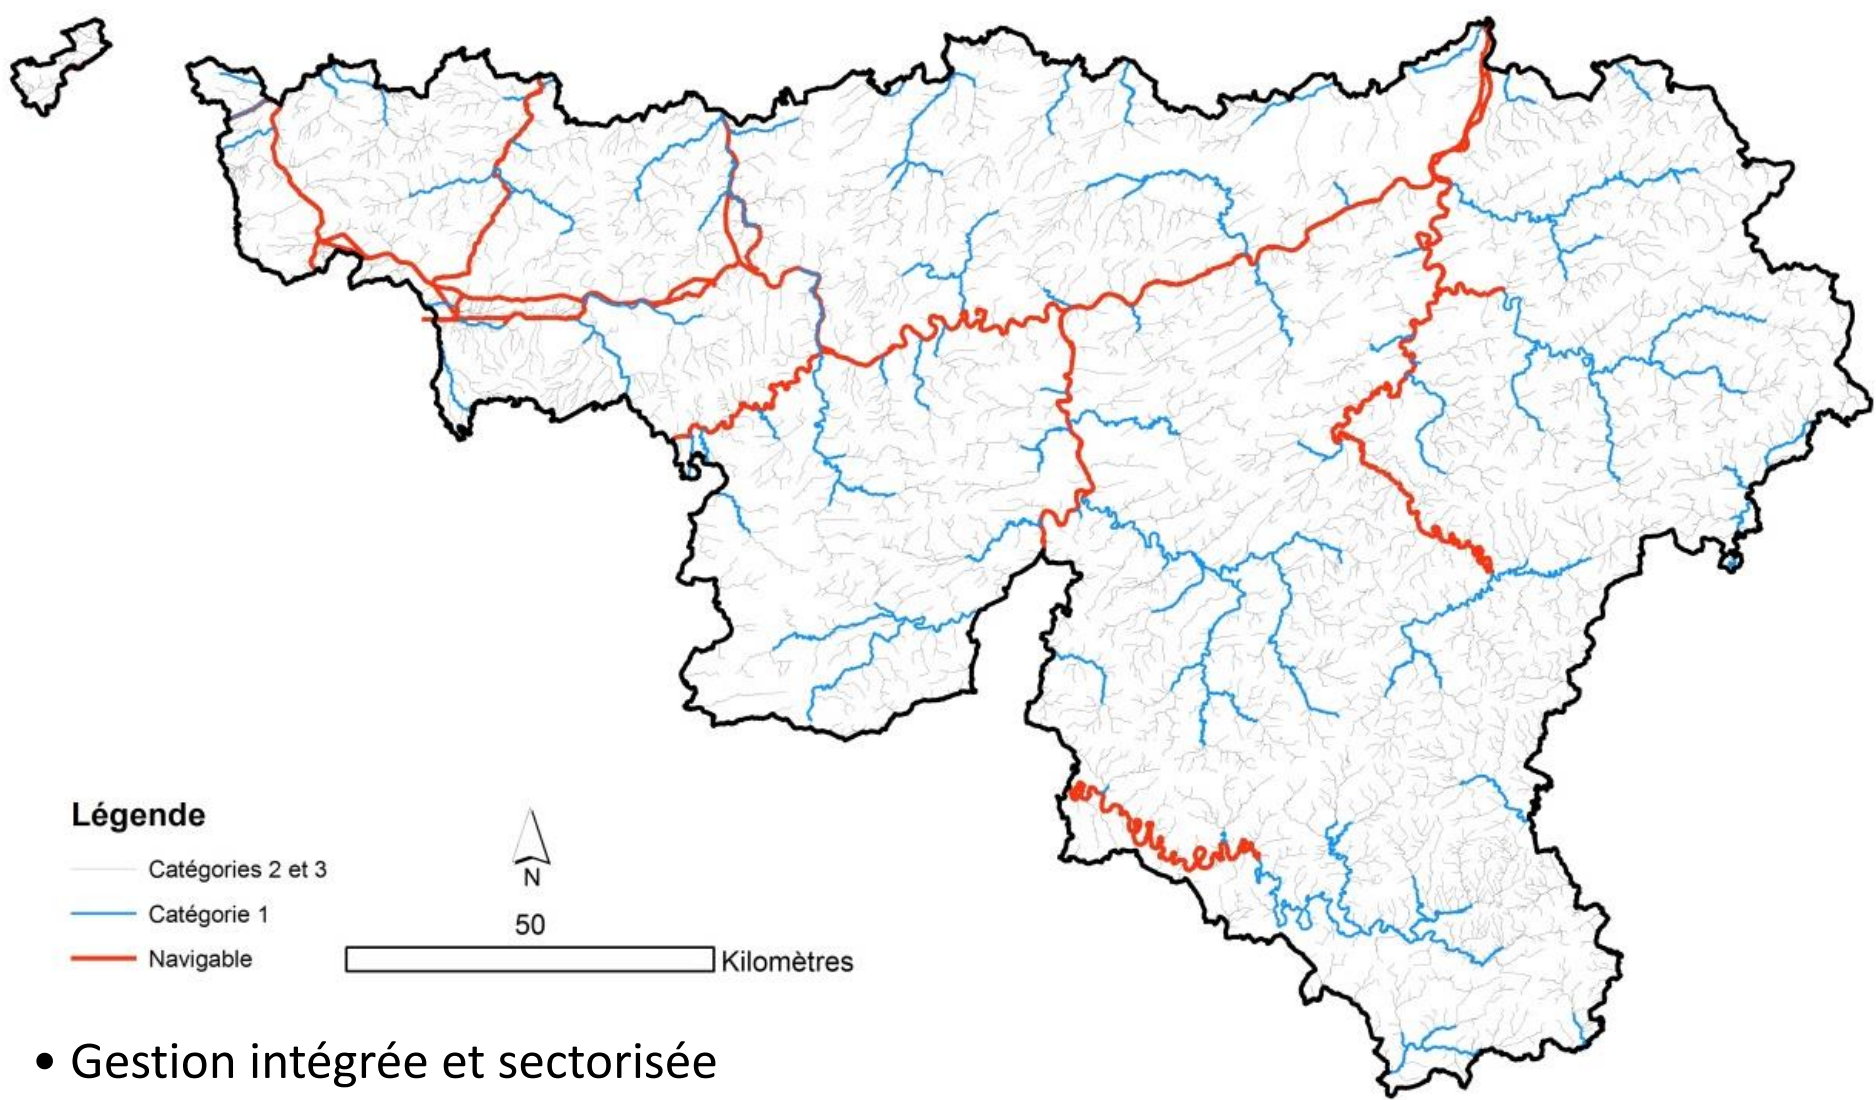 Légende
Catégories 2 et 3
Catégorie 1
Navigable
N
50
Kilomètres
• Gestion intégrée et sectorisée